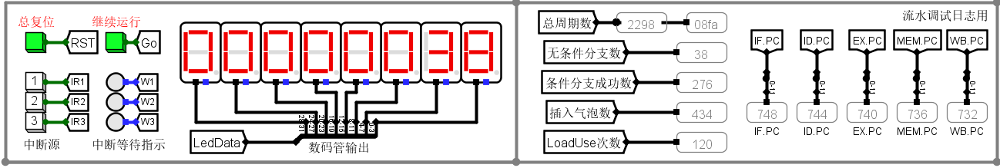 总复位
RST
继续运行
Go
1 IR1
2 IR2
3 IR3
中断源
W1
W2
W3
中断等待指示
28-31
24-27
20-23
16-19
12-15
8-11
4-7
0-3
LedData
数码管输出
总周期数 2298 08fa
无条件分支数 38
条件分支成功数 276
插入气泡数 434
LoadUse次数 120
流水调试日志用
IF.PC ID.PC EX.PC MEM.PC WB.PC
0-11 0-11 0-11 0-11 0-11
748 744 740 736 732
IF.PC ID.PC EX.PC MEM.PC WB.PC